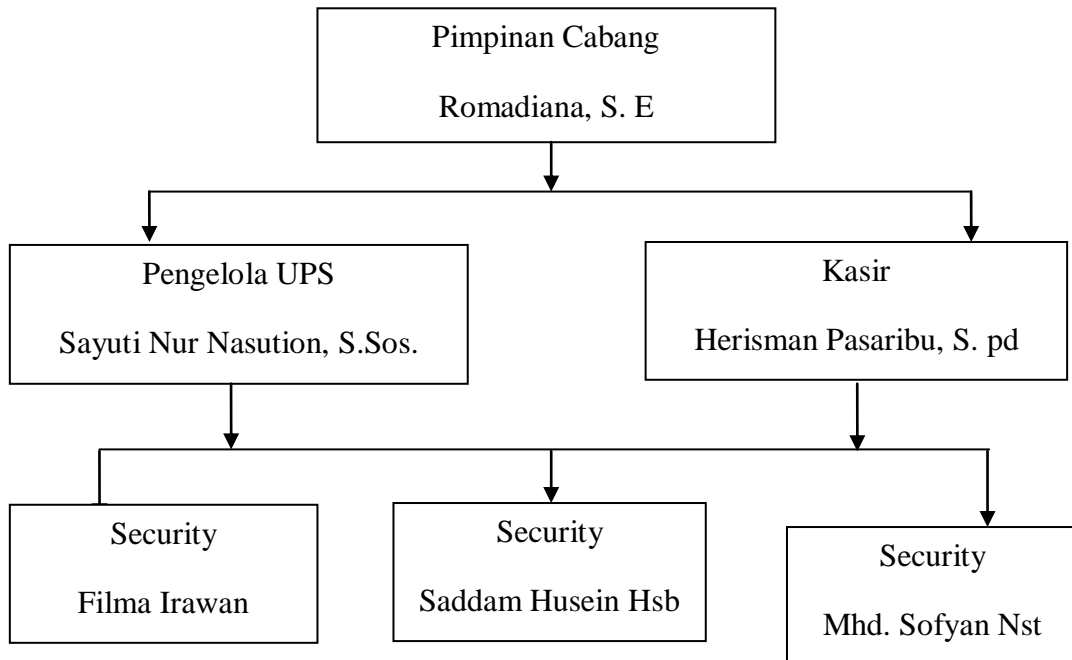 Pimpinan Cabang
Romadiana, S. E
Pengelola UPS
Sayuti Nur Nasution, S.Sos.
Kasir
Herisman Pasaribu, S. pd
Security
Filma Irawan
Security
Saddam Husein Hsb
Security
Mhd. Sofyan Nst